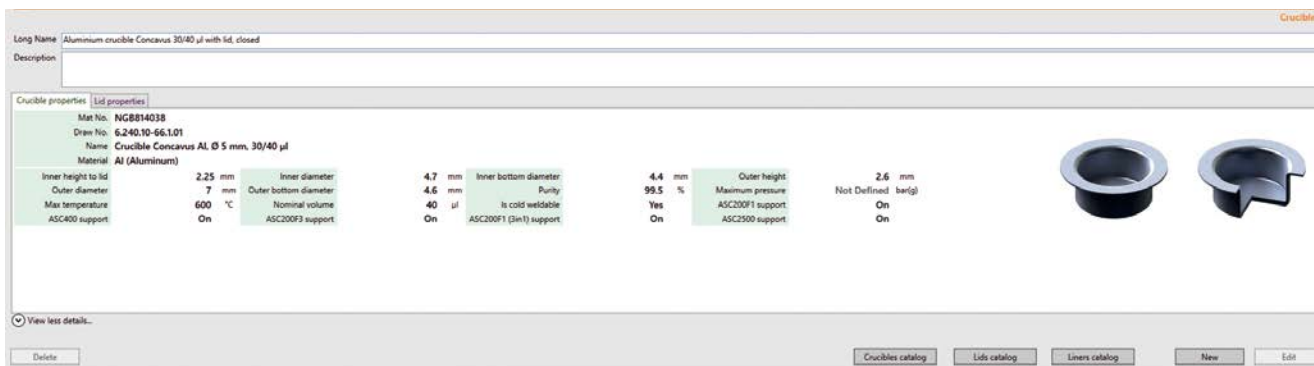 Crucible
Long Name Aluminium crucible Concavus 30/40 µl with lid, closed
Description
Crucible properties Lid properties
Mat No. NGB814038
Draw No. 6.240.10-66.1.01
Name Crucible Concavus Al, Ø 5 mm, 30/40 µl
Material Al (Aluminum)
Inner height to lid 2.25 mm Inner diameter 4.7 mm Inner bottom diameter 4.4 mm Outer height 2.6 mm
Outer diameter 7 mm Outer bottom diameter 4.6 mm Purity 99.5 % Maximum pressure Not Defined bar(g)
Max temperature 600 °C Nominal volume 40 µl Is cold weldable Yes ASC200F1 support On
ASC400 support On ASC200F3 support On ASC200F1 (3in1) support On ASC2500 support On
View less details...
Delete Crucibles catalog Lids catalog Liners catalog New Edit